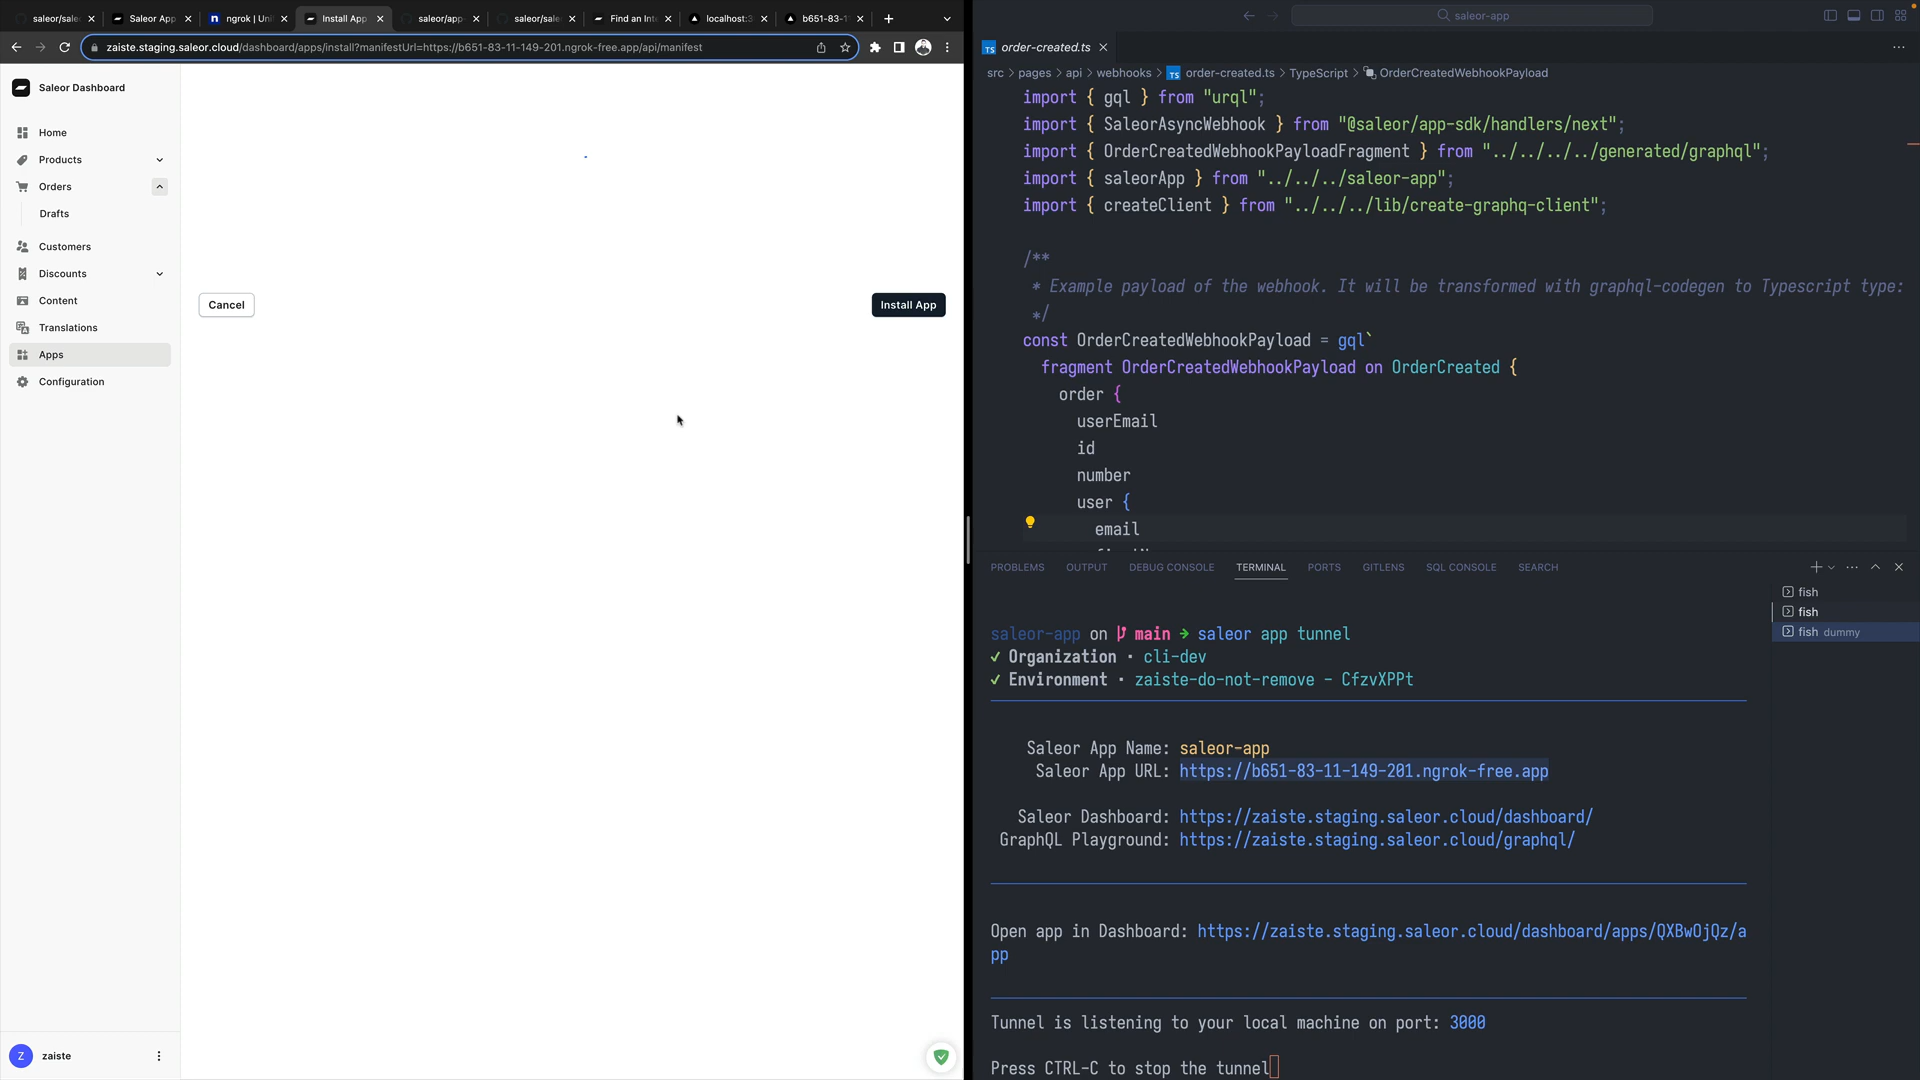 saleor/sale
Saleor App
ngrok | Uni
Install App
saleor/app
saleor/sale
Find an Int
localhost:3
b651-83-1
zaiste.staging.saleor.cloud/dashboard/apps/install?manifestUrl=https://b651-83-11-149-201.ngrok-free.app/api/manifest
Saleor Dashboard
Home
Products
Orders
Drafts
Customers
Discounts
Content
Translations
Apps
Configuration
Cancel
Install App
Z zaiste
saleor-app
TS order-created.ts
src > pages > api > webhooks > TS order-created.ts > TypeScript > OrderCreatedWebhookPayload
import { gql } from "urql";
import { SaleorAsyncWebhook } from "@saleor/app-sdk/handlers/next";
import { OrderCreatedWebhookPayloadFragment } from "../../../../generated/graphql";
import { saleorApp } from "../../../saleor-app";
import { createClient } from "../../../lib/create-graphq-client";
/**
* Example payload of the webhook. It will be transformed with graphql-codegen to Typescript type:
*/
const OrderCreatedWebhookPayload = gql`
fragment OrderCreatedWebhookPayload on OrderCreated {
order {
userEmail
id
number
user {
email
PROBLEMS OUTPUT DEBUG CONSOLE TERMINAL PORTS GITLENS SQL CONSOLE SEARCH
fish
fish
fish dummy
saleor-app on main → saleor app tunnel
✓ Organization · cli-dev
✓ Environment · zaiste-do-not-remove - CfzvXPPt
Saleor App Name: saleor-app
Saleor App URL: https://b651-83-11-149-201.ngrok-free.app
Saleor Dashboard: https://zaiste.staging.saleor.cloud/dashboard/
GraphQL Playground: https://zaiste.staging.saleor.cloud/graphql/
Open app in Dashboard: https://zaiste.staging.saleor.cloud/dashboard/apps/QXBwOjQz/a
pp
Tunnel is listening to your local machine on port: 3000
Press CTRL-C to stop the tunnel